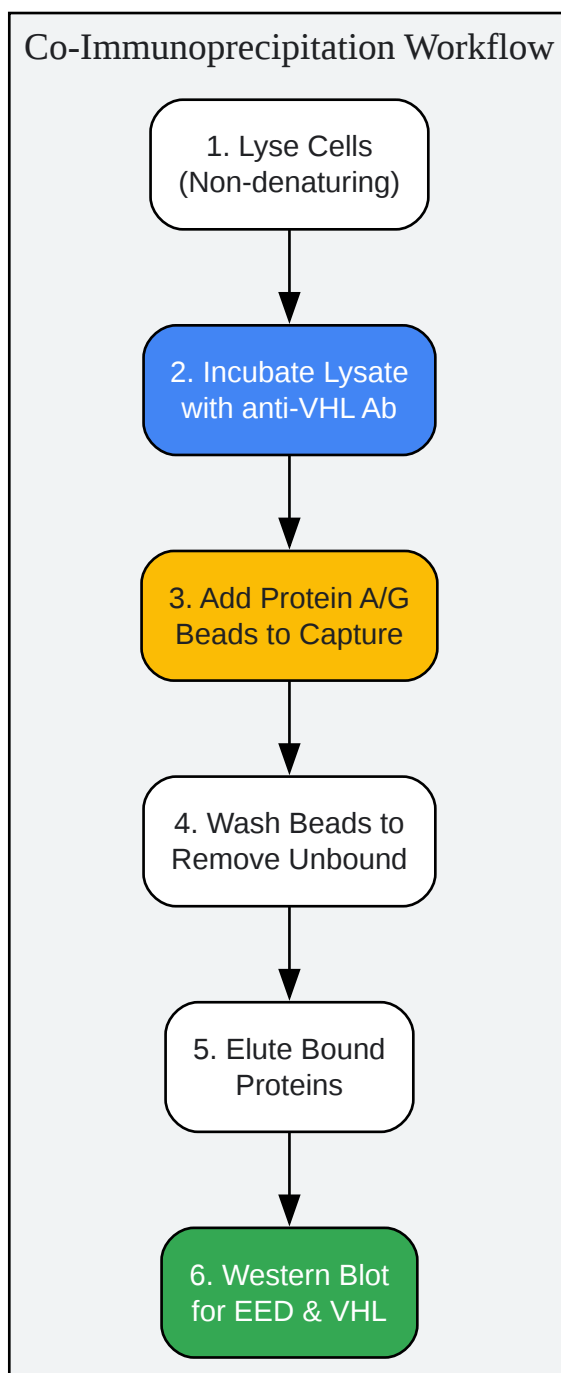 Co-Immunoprecipitation Workflow
1. Lyse Cells
(Non-denaturing)
2. Incubate Lysate
with anti-VHL Ab
3. Add Protein A/G
Beads to Capture
4. Wash Beads to
Remove Unbound
5. Elute Bound
Proteins
6. Western Blot
for EED & VHL